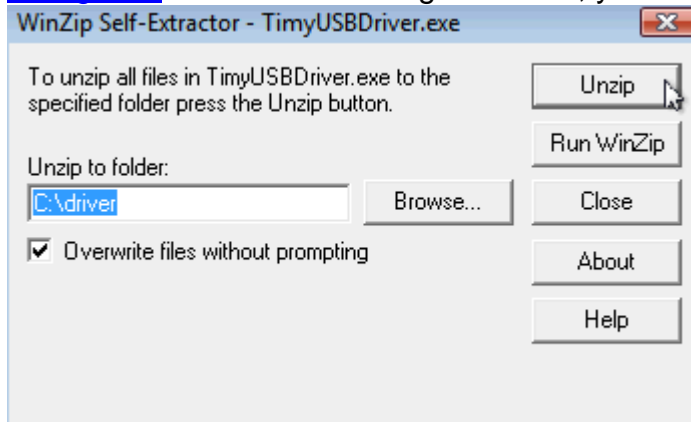 WinZip Self-Extractor - TimyUSBDriver.exe
To unzip all files in TimyUSBDriver.exe to the
specified folder press the Unzip button.
Unzip
Run WinZip
Unzip to folder:
C:\driver
Browse...
Close
Overwrite files without prompting
About
Help